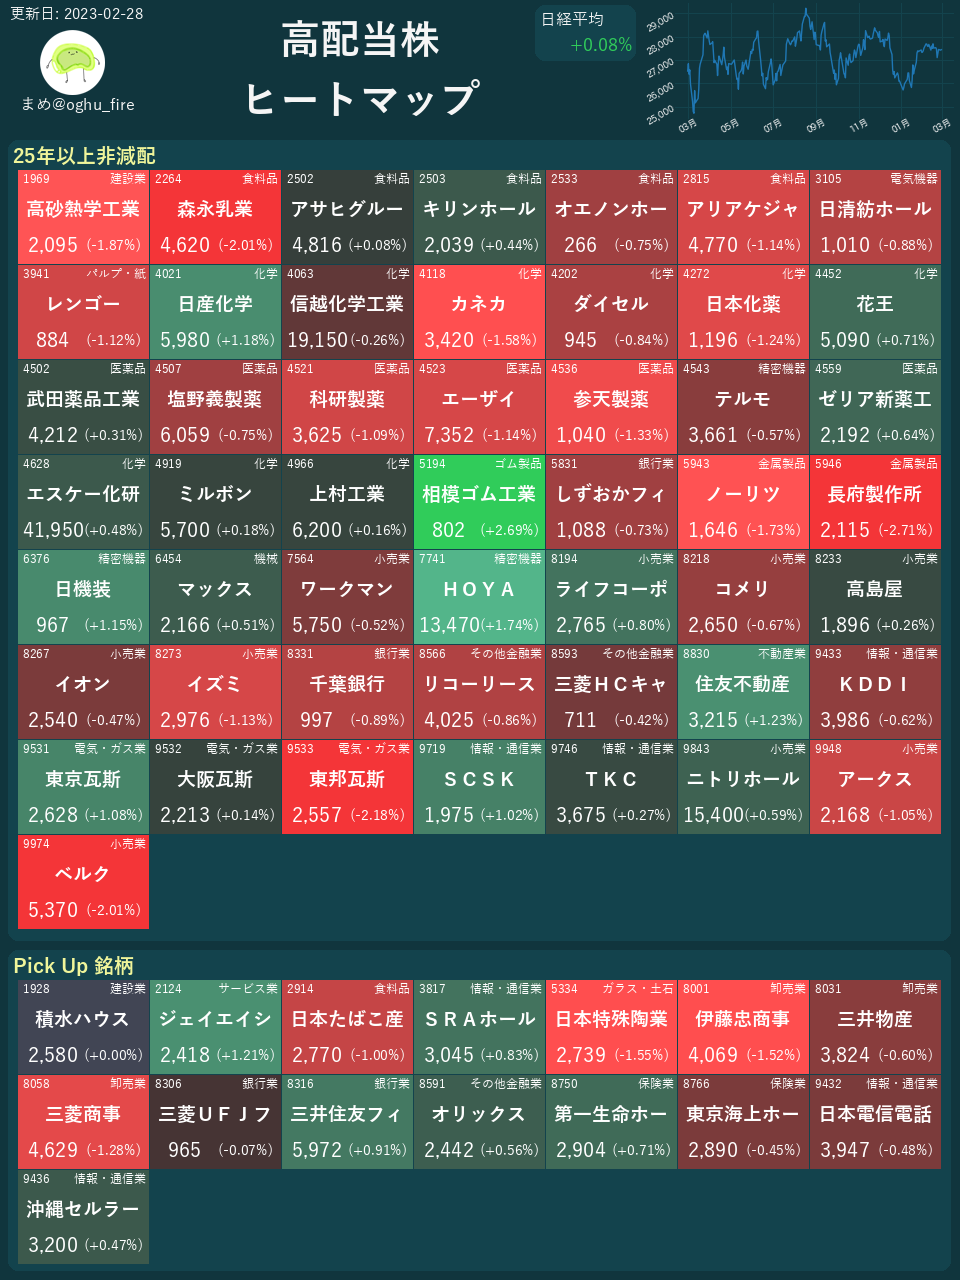 更新日: 2023-02-28
まめ@oghu_fire
高配当株
ヒートマップ
日経平均
+0.08%
29,000
28,000
27,000
26,000
25,000
03月 05月 07月 09月 11月 01月 03月
25年以上非減配
1969 建設業 2264 食料品 2502 食料品 2503 食料品 2533 食料品 2815 食料品 3105 電気機器
高砂熱学工業 森永乳業 アサヒグルー キリンホール オエノンホー アリアケジャ 日清紡ホール
2,095 (-1.87%) 4,620 (-2.01%) 4,816 (+0.08%) 2,039 (+0.44%) 266 (-0.75%) 4,770 (-1.14%) 1,010 (-0.88%)
3941 パルプ・紙 4021 化学 4063 化学 4118 化学 4202 化学 4272 化学 4452 化学
レンゴー 日産化学 信越化学工業 カネカ ダイセル 日本化薬 花王
884 (-1.12%) 5,980 (+1.18%) 19,150 (-0.26%) 3,420 (-1.58%) 945 (-0.84%) 1,196 (-1.24%) 5,090 (+0.71%)
4502 医薬品 4507 医薬品 4521 医薬品 4523 医薬品 4536 医薬品 4543 精密機器 4559 医薬品
武田薬品工業 塩野義製薬 科研製薬 エーザイ 参天製薬 テルモ ゼリア新薬工
4,212 (+0.31%) 6,059 (-0.75%) 3,625 (-1.09%) 7,352 (-1.14%) 1,040 (-1.33%) 3,661 (-0.57%) 2,192 (+0.64%)
4628 化学 4919 化学 4966 化学 5194 ゴム製品 5831 銀行業 5943 金属製品 5946 金属製品
エスケー化研 ミルボン 上村工業 相模ゴム工業 しずおかフィ ノーリツ 長府製作所
41,950 (+0.48%) 5,700 (+0.18%) 6,200 (+0.16%) 802 (+2.69%) 1,088 (-0.73%) 1,646 (-1.73%) 2,115 (-2.71%)
6376 精密機器 6454 機械 7564 小売業 7741 精密機器 8194 小売業 8218 小売業 8233 小売業
日機装 マックス ワークマン ＨＯＹＡ ライフコーポ コメリ 高島屋
967 (+1.15%) 2,166 (+0.51%) 5,750 (-0.52%) 13,470 (+1.74%) 2,765 (+0.80%) 2,650 (-0.67%) 1,896 (+0.26%)
8267 小売業 8273 小売業 8331 銀行業 8566 その他金融業 8593 その他金融業 8830 不動産業 9433 情報・通信業
イオン イズミ 千葉銀行 リコーリース 三菱ＨＣキャ 住友不動産 ＫＤＤＩ
2,540 (-0.47%) 2,976 (-1.13%) 997 (-0.89%) 4,025 (-0.86%) 711 (-0.42%) 3,215 (+1.23%) 3,986 (-0.62%)
9531 電気・ガス業 9532 電気・ガス業 9533 電気・ガス業 9719 情報・通信業 9746 情報・通信業 9843 小売業 9948 小売業
東京瓦斯 大阪瓦斯 東邦瓦斯 ＳＣＳＫ ＴＫＣ ニトリホール アークス
2,628 (+1.08%) 2,213 (+0.14%) 2,557 (-2.18%) 1,975 (+1.02%) 3,675 (+0.27%) 15,400 (+0.59%) 2,168 (-1.05%)
9974 小売業
ベルク
5,370 (-2.01%)
Pick Up 銘柄
1928 建設業 2124 サービス業 2914 食料品 3817 情報・通信業 5334 ガラス・土石 8001 卸売業 8031 卸売業
積水ハウス ジェイエイシ 日本たばこ産 ＳＲＡホール 日本特殊陶業 伊藤忠商事 三井物産
2,580 (+0.00%) 2,418 (+1.21%) 2,770 (-1.00%) 3,045 (+0.83%) 2,739 (-1.55%) 4,069 (-1.52%) 3,824 (-0.60%)
8058 卸売業 8306 銀行業 8316 銀行業 8591 その他金融業 8750 保険業 8766 保険業 9432 情報・通信業
三菱商事 三菱ＵＦＪフ 三井住友フィ オリックス 第一生命ホー 東京海上ホー 日本電信電話
4,629 (-1.28%) 965 (-0.07%) 5,972 (+0.91%) 2,442 (+0.56%) 2,904 (+0.71%) 2,890 (-0.45%) 3,947 (-0.48%)
9436 情報・通信業
沖縄セルラー
3,200 (+0.47%)